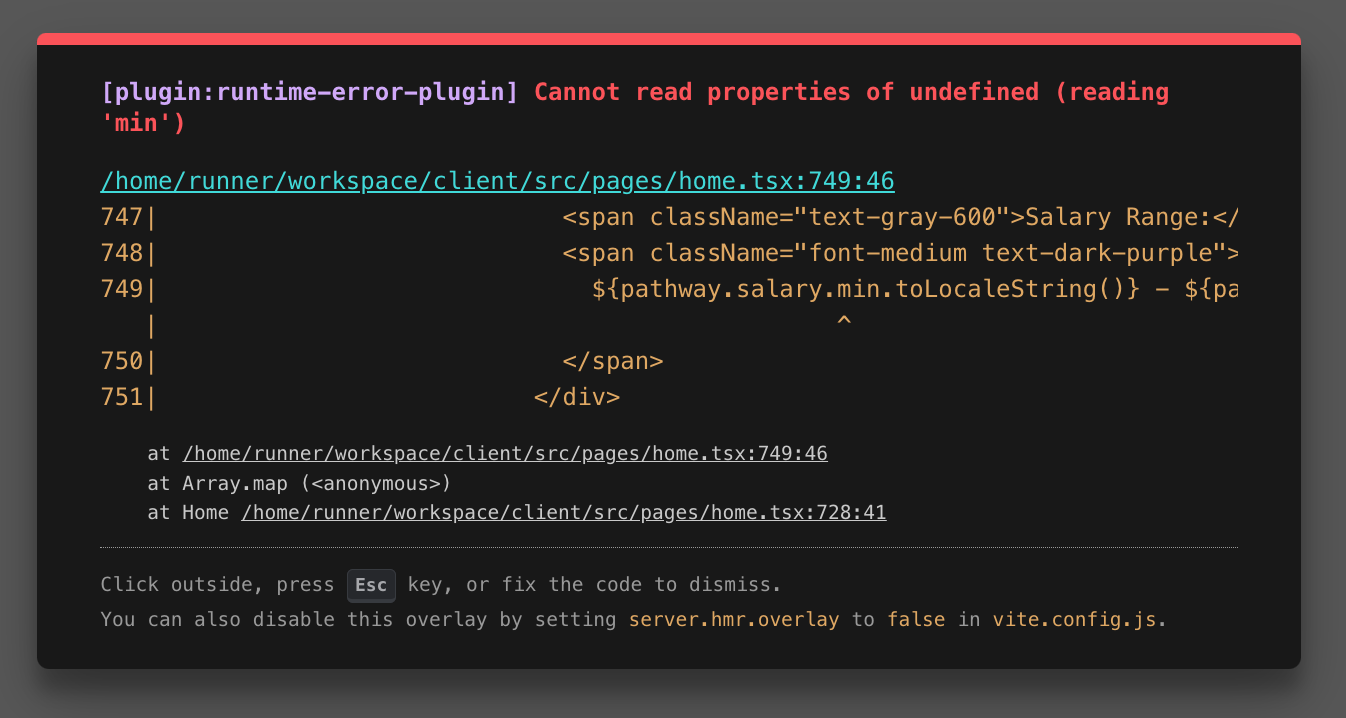 [plugin:runtime-error-plugin] Cannot read properties of undefined (reading
'min')
/home/runner/workspace/client/src/pages/home.tsx:749:46
747|                            <span className="text-gray-600">Salary Range:</
748|                            <span className="font-medium text-dark-purple">
749|                              ${pathway.salary.min.toLocaleString()} - ${pa
   |                                               ^
750|                            </span>
751|                          </div>
at /home/runner/workspace/client/src/pages/home.tsx:749:46
at Array.map (<anonymous>)
at Home /home/runner/workspace/client/src/pages/home.tsx:728:41
Click outside, press Esc key, or fix the code to dismiss.
You can also disable this overlay by setting server.hmr.overlay to false in vite.config.js.